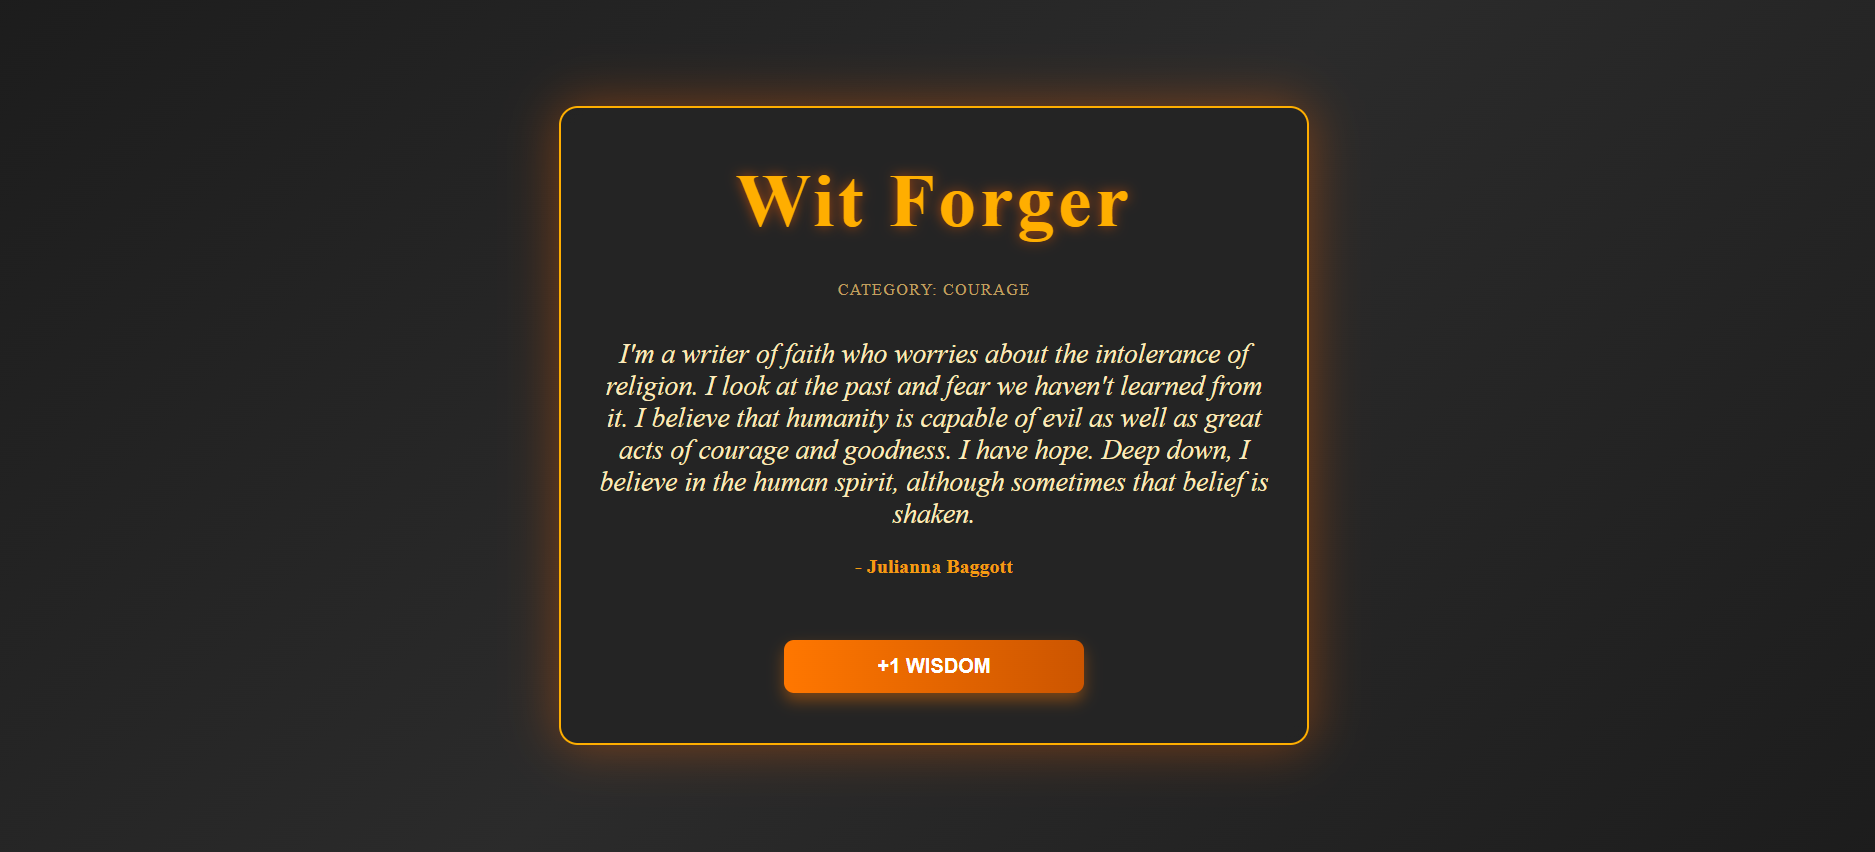 Wit Forger
CATEGORY: COURAGE
I'm a writer of faith who worries about the intolerance of
religion. I look at the past and fear we haven't learned from
it. I believe that humanity is capable of evil as well as great
acts of courage and goodness. I have hope. Deep down, I
believe in the human spirit, although sometimes that belief is
shaken.
- Julianna Baggott
+1 WISDOM